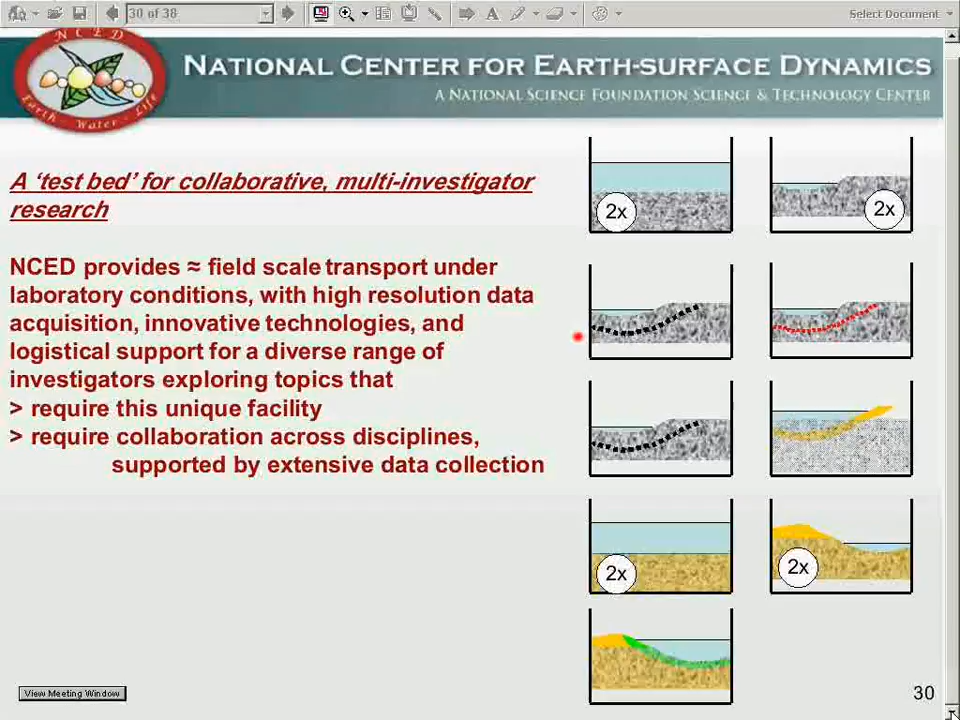 30 of 38
Select Document
NCED
Earth - Water - Life
NATIONAL CENTER FOR EARTH-SURFACE DYNAMICS
A NATIONAL SCIENCE FOUNDATION SCIENCE & TECHNOLOGY CENTER
A ‘test bed’ for collaborative, multi-investigator
research
NCED provides ≈ field scale transport under
laboratory conditions, with high resolution data
acquisition, innovative technologies, and
logistical support for a diverse range of
investigators exploring topics that
> require this unique facility
> require collaboration across disciplines,
supported by extensive data collection
2x
2x
2x
2x
View Meeting Window
30